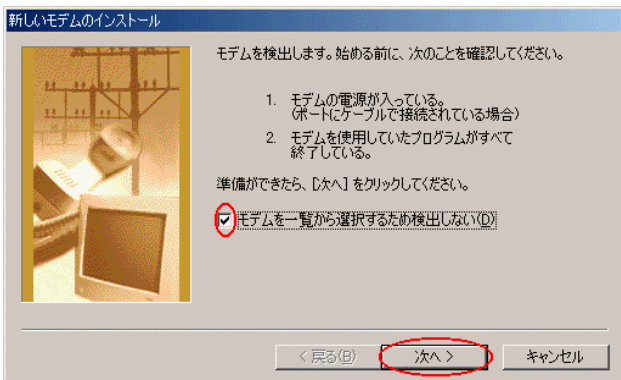 新しいモデムのインストール
モデムを検出します。始める前に、次のことを確認してください。
1. モデムの電源が入っている。
(ポートにケーブルで接続されている場合)
2. モデムを使用していたプログラムがすべて
終了している。
準備ができたら、[次へ] をクリックしてください。
モデムを一覧から選択するため検出しない(D)
< 戻る(B)
次へ >
キャンセル